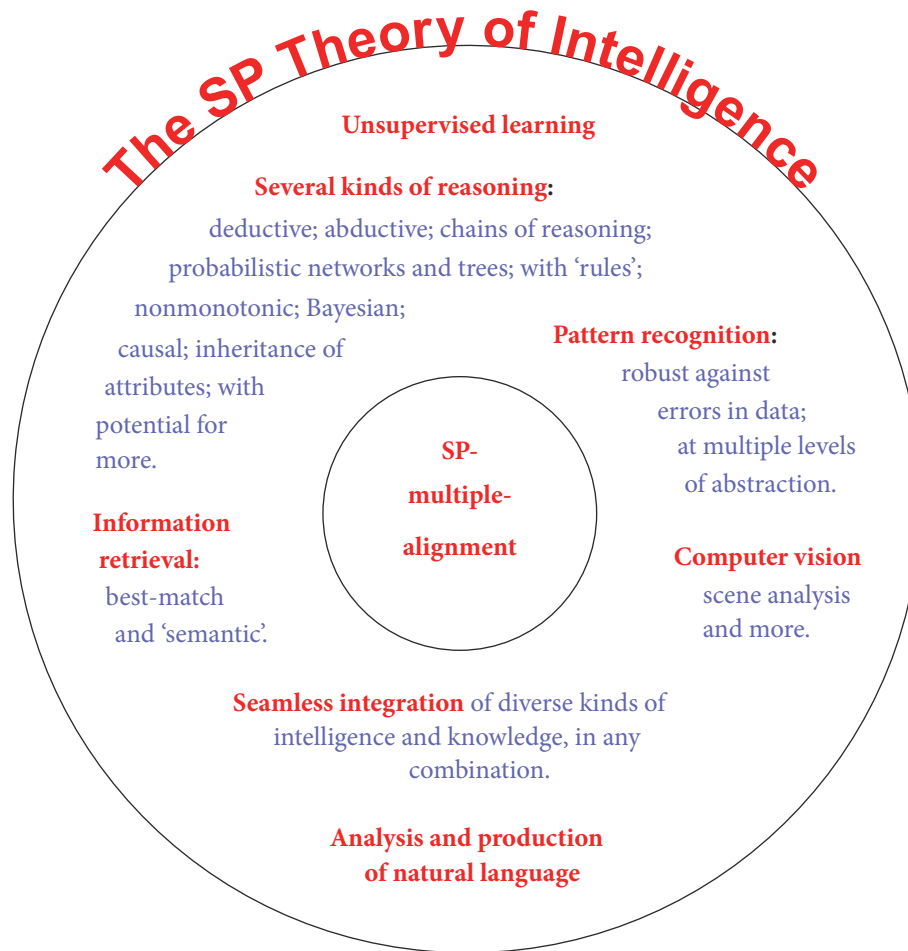 The SP Theory of Intelligence
Unsupervised learning
Several kinds of reasoning:
deductive; abductive; chains of reasoning;
probabilistic networks and trees; with ‘rules’;
nonmonotonic; Bayesian;
causal; inheritance of
attributes; with
potential for
more.
Pattern recognition:
robust against
errors in data;
at multiple levels
of abstraction.
SP-
multiple-
alignment
Information
retrieval:
best-match
and ‘semantic’.
Computer vision
scene analysis
and more.
Seamless integration of diverse kinds of
intelligence and knowledge, in any
combination.
Analysis and production
of natural language